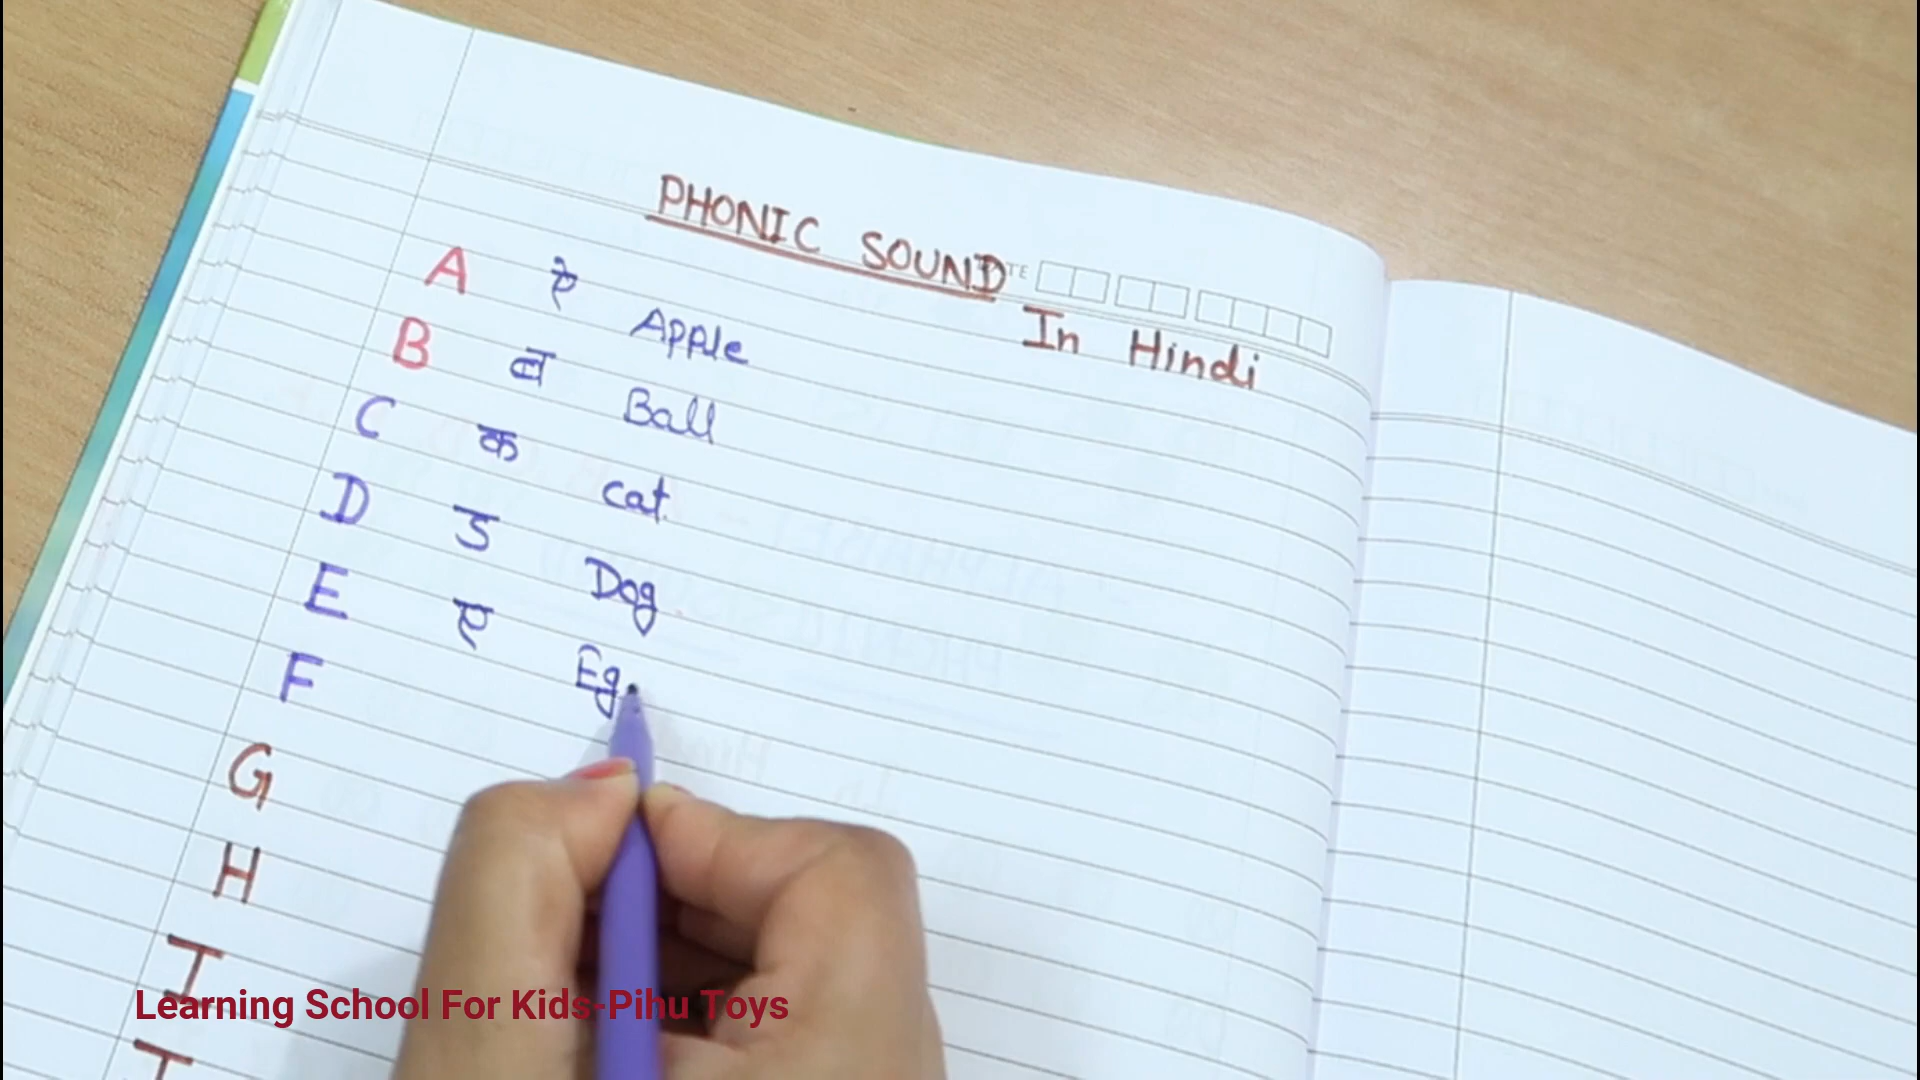 PHONIC SOUND
In Hindi
A ऐ Apple
B ब Ball
C क cat
D ड Dog
E ए Eg
F
G
H
I
Learning School For Kids-Pihu Toys